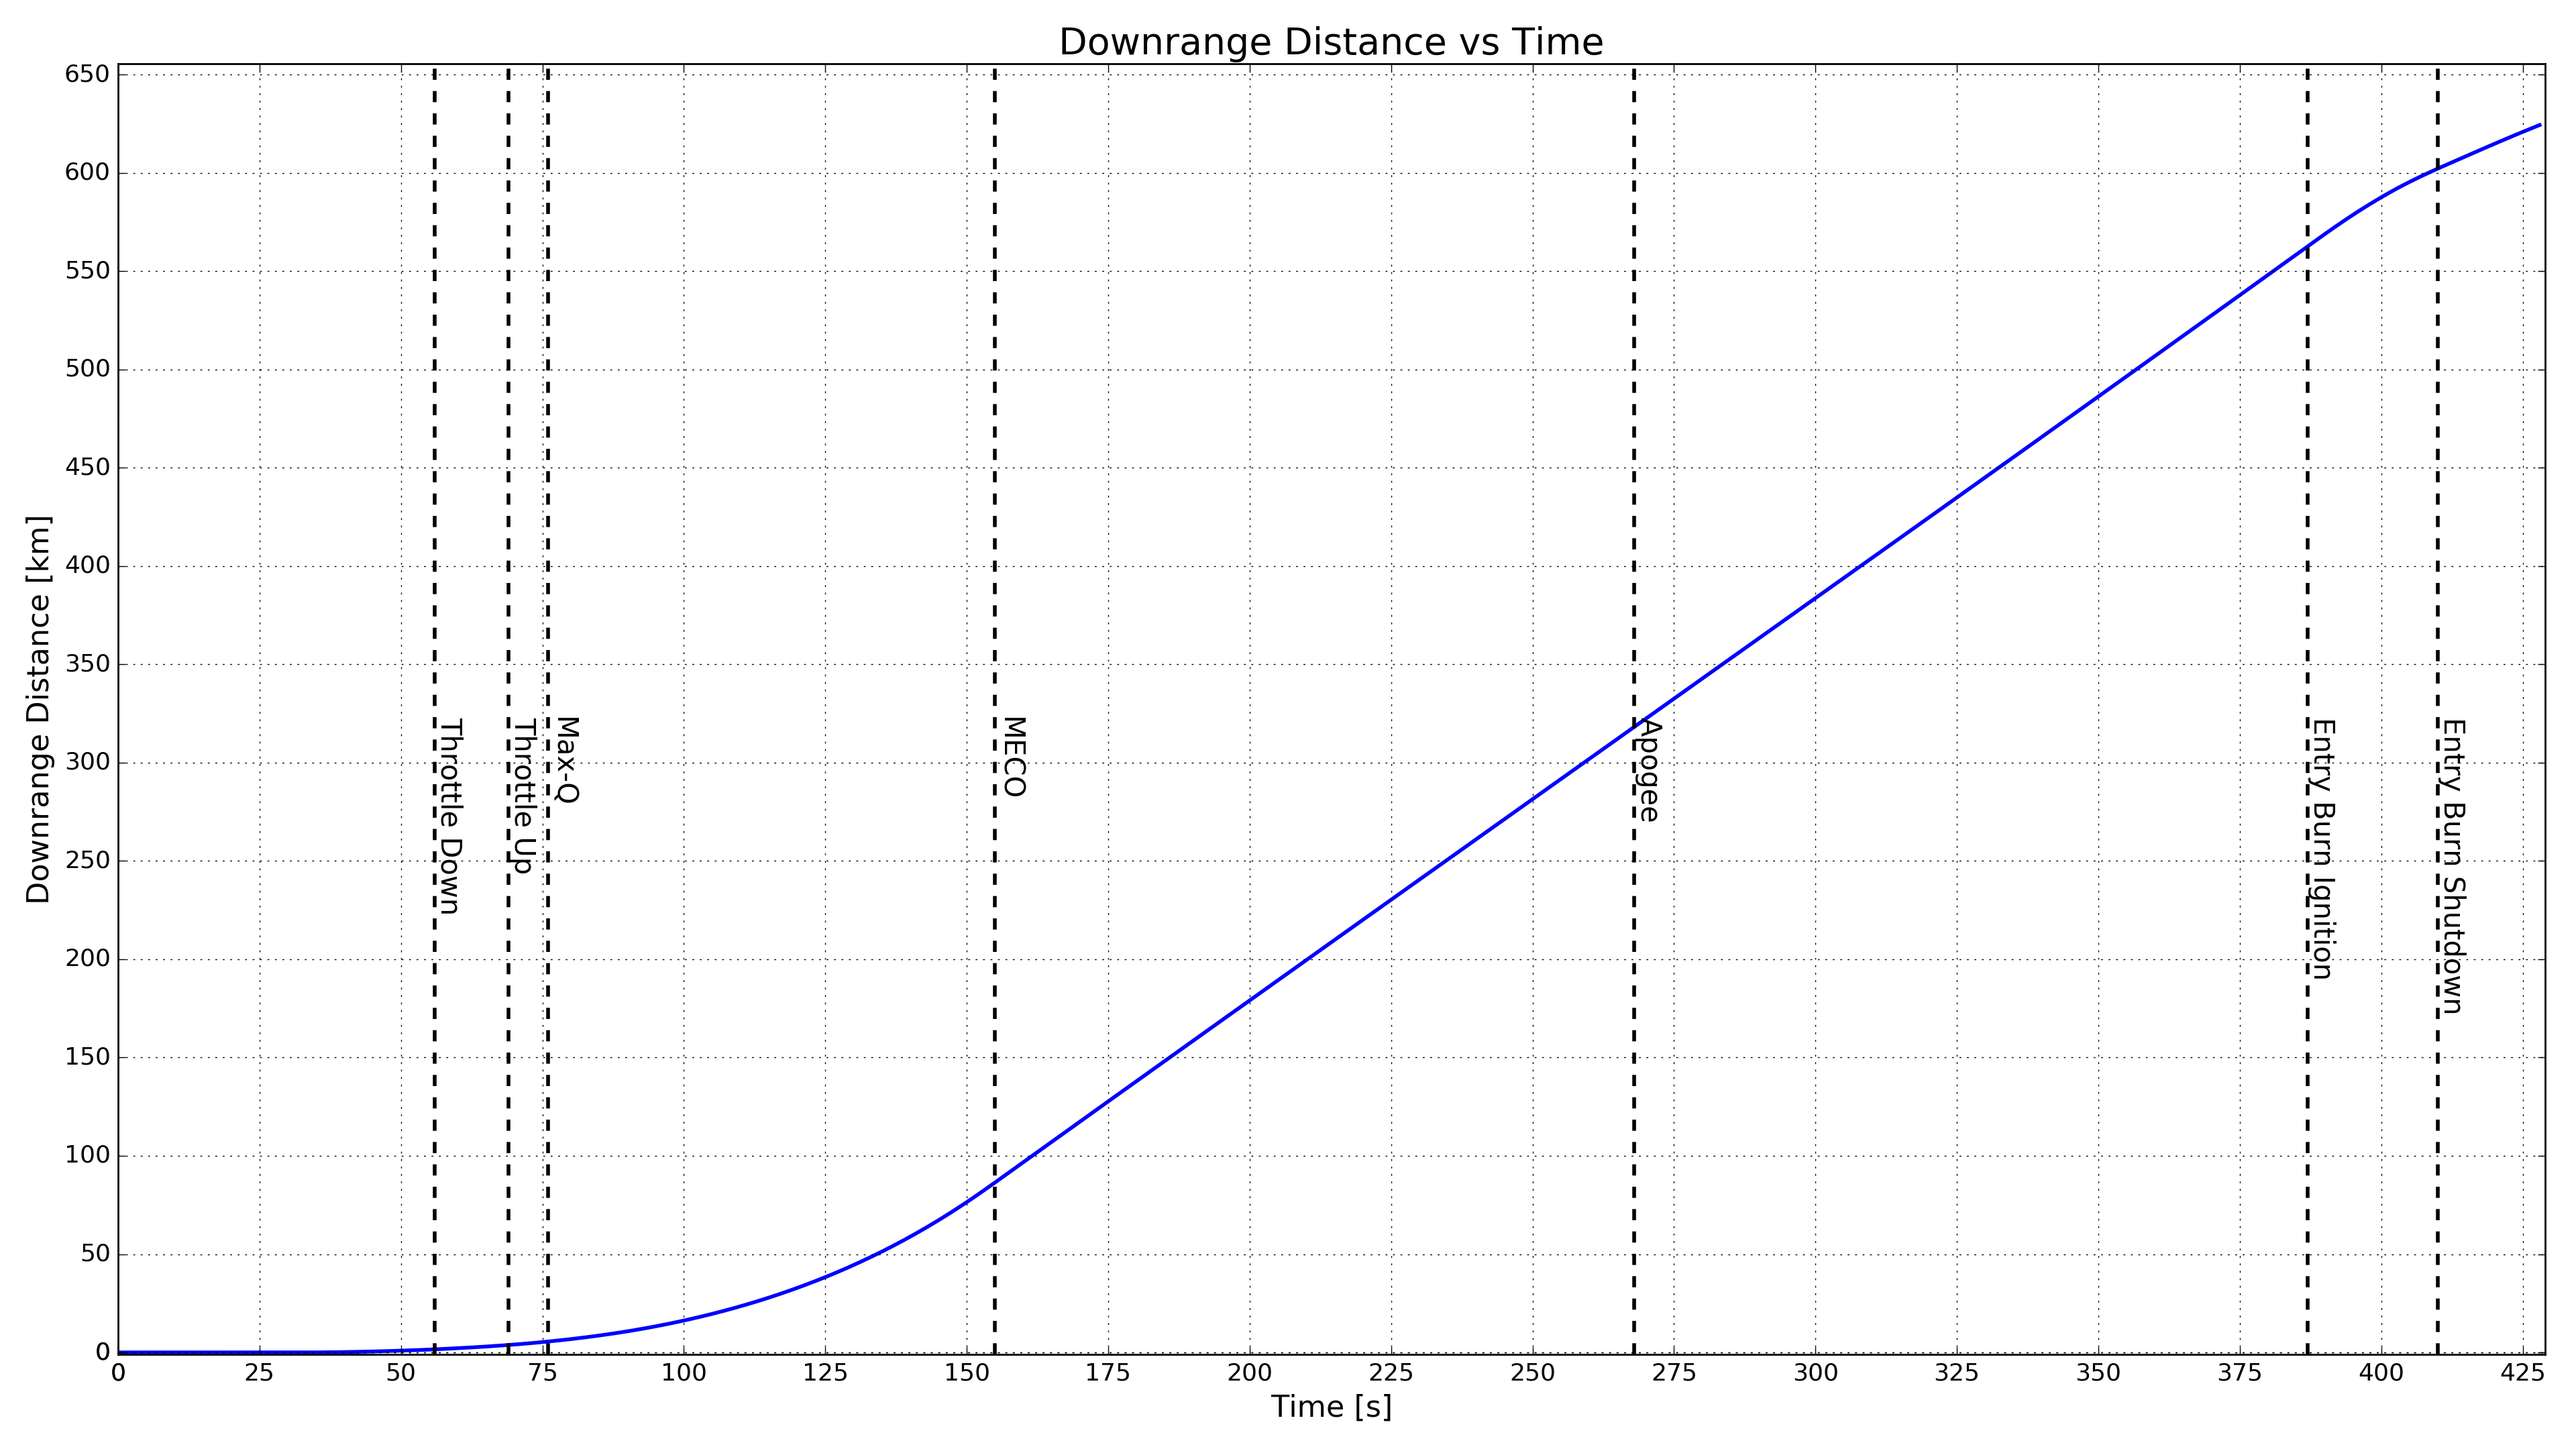 Downrange Distance vs Time
Downrange Distance [km]
650
600
550
500
450
400
350
300
250
200
150
100
50
0
Throttle Down
Throttle Up
Max-Q
MECO
Apogee
Entry Burn Ignition
Entry Burn Shutdown
0 25 50 75 100 125 150 175 200 225 250 275 300 325 350 375 400 425
Time [s]